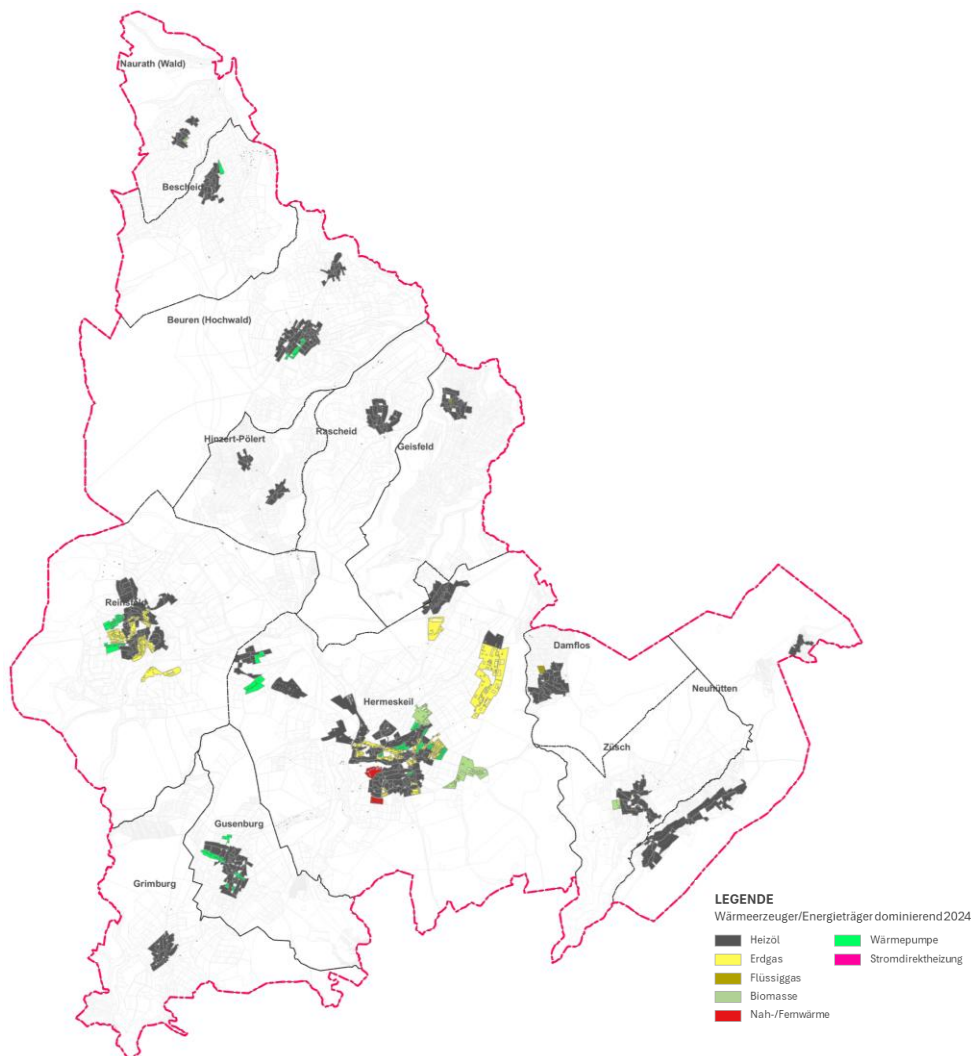 Naurath (Wald)
Bescheid
Beuren (Hochwald)
Hinzert-Pölert
Rascheid
Geisfeld
Reinsfeld
Damflos
Neuhütten
Hermeskeil
Züsch
Gusenburg
Grimburg
LEGENDE
Wärmeerzeuger/Energieträger dominierend 2024
Heizöl
Wärmepumpe
Erdgas
Stromdirektheizung
Flüssiggas
Biomasse
Nah-/Fernwärme